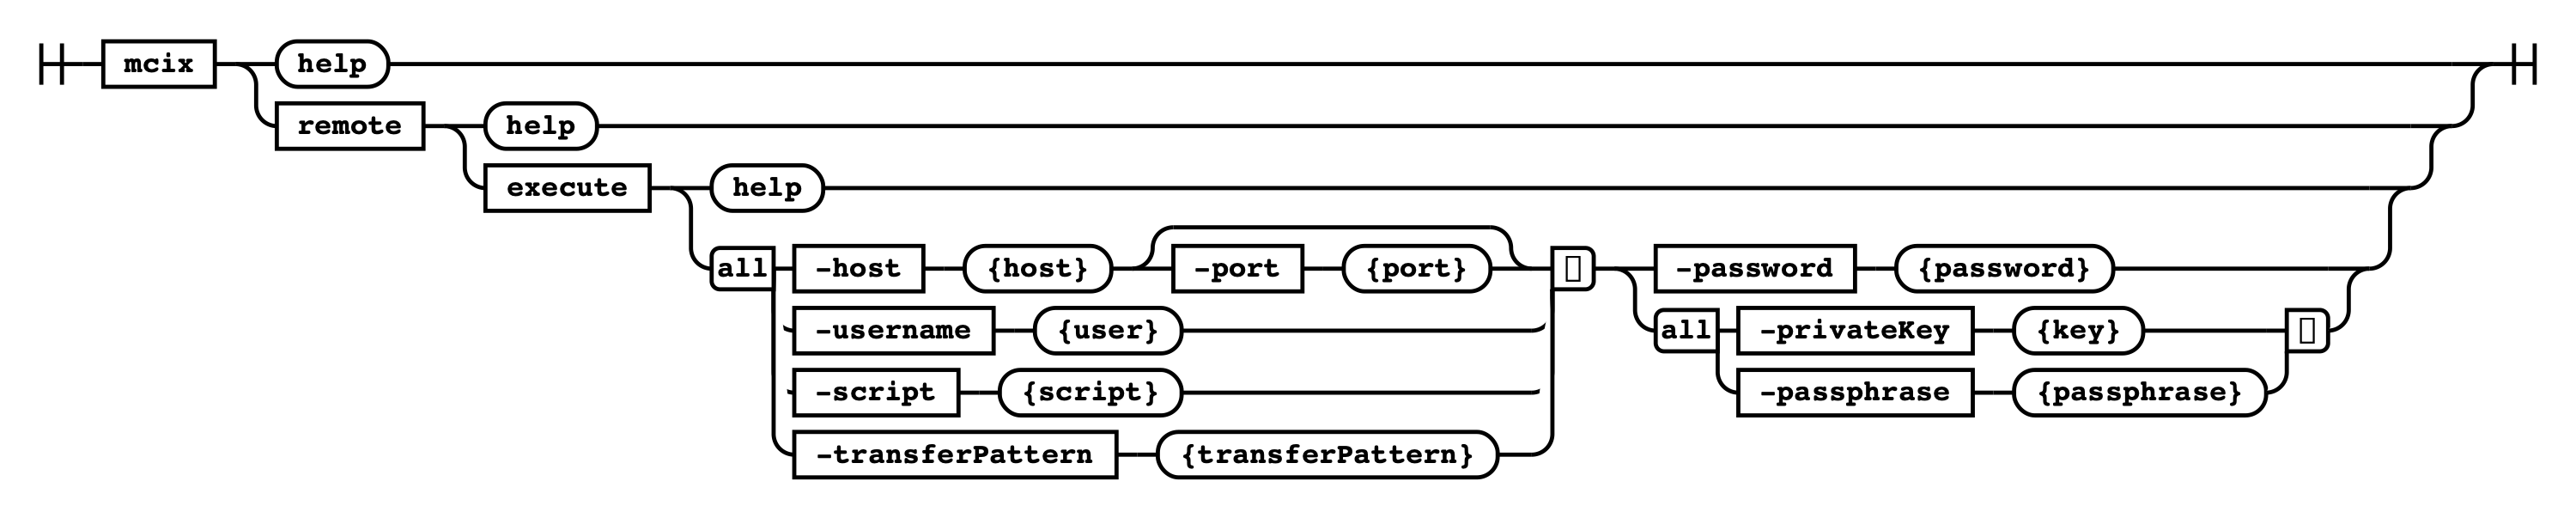 mcix help
remote help
execute help
all -host {host} -port {port} -password {password}
-username {user} all -privateKey {key}
-script {script} -passphrase {passphrase}
-transferPattern {transferPattern}